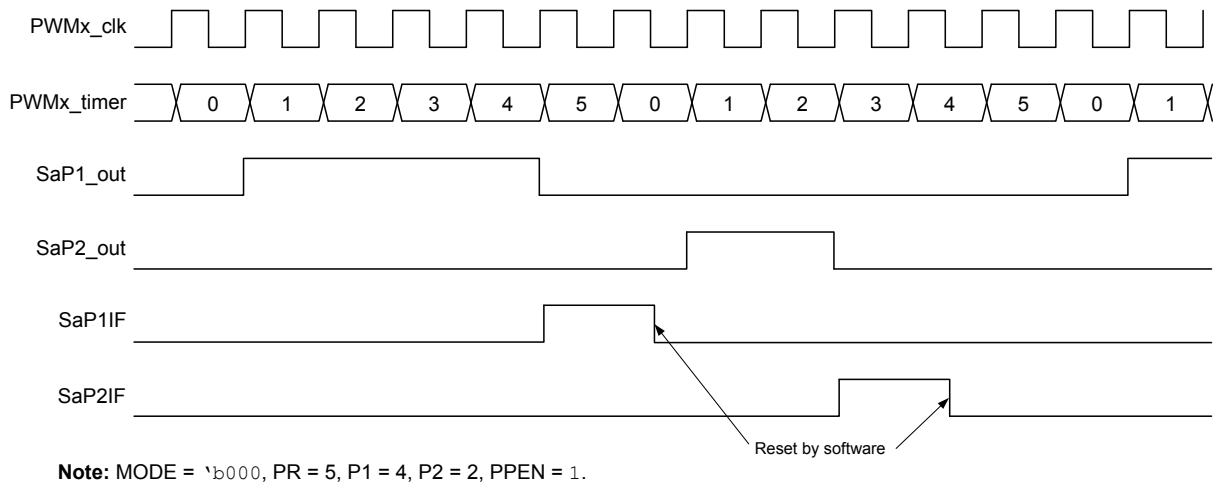 PWMx_clk
PWMx_timer 0 1 2 3 4 5 0 1 2 3 4 5 0 1
SaP1_out
SaP2_out
SaP1IF
SaP2IF
Reset by software
Note: MODE = ‘b000, PR = 5, P1 = 4, P2 = 2, PPEN = 1.